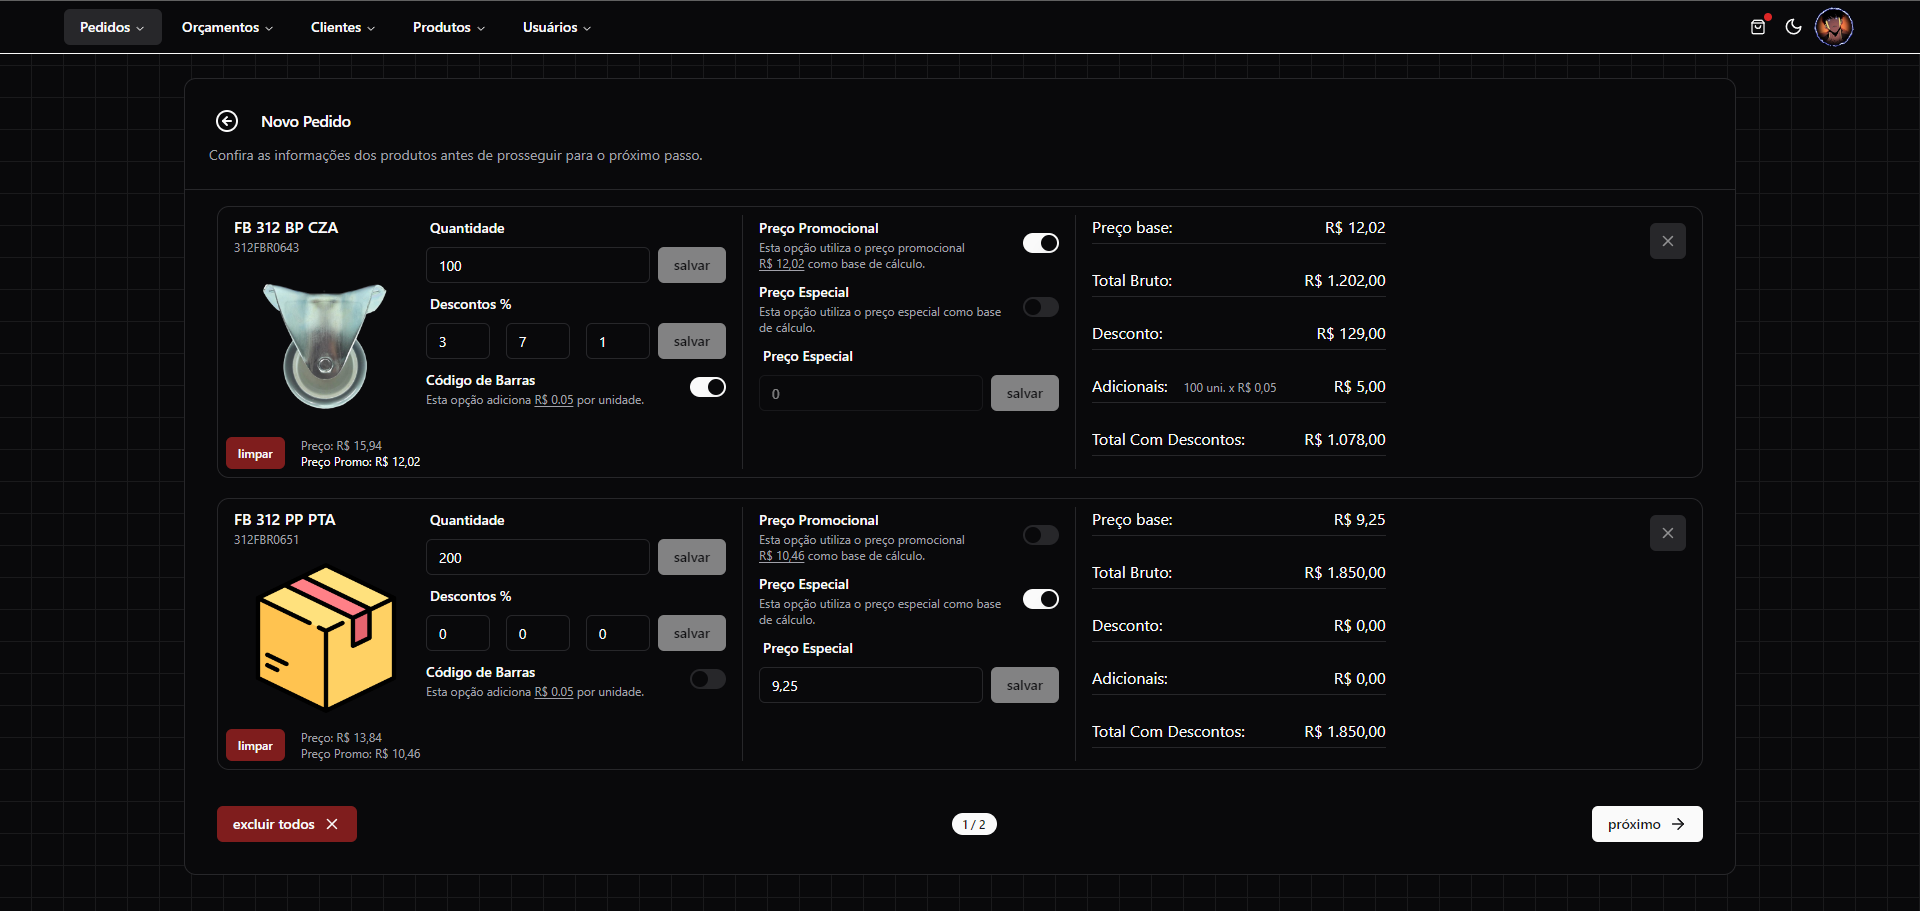 Pedidos
Orçamentos
Clientes
Produtos
Usuários
Novo Pedido
Confira as informações dos produtos antes de prosseguir para o próximo passo.
FB 312 BP CZA
312FBR0643
limpar
Preço: R$ 15,94
Preço Promo: R$ 12,02
Quantidade
100
salvar
Descontos %
3
7
1
salvar
Código de Barras
Esta opção adiciona R$ 0.05 por unidade.
Preço Promocional
Esta opção utiliza o preço promocional
R$ 12,02 como base de cálculo.
Preço Especial
Esta opção utiliza o preço especial como base
de cálculo.
Preço Especial
0
salvar
Preço base: R$ 12,02
Total Bruto: R$ 1.202,00
Desconto: R$ 129,00
Adicionais: 100 uni. x R$ 0,05 R$ 5,00
Total Com Descontos: R$ 1.078,00
FB 312 PP PTA
312FBR0651
limpar
Preço: R$ 13,84
Preço Promo: R$ 10,46
Quantidade
200
salvar
Descontos %
0
0
0
salvar
Código de Barras
Esta opção adiciona R$ 0.05 por unidade.
Preço Promocional
Esta opção utiliza o preço promocional
R$ 10,46 como base de cálculo.
Preço Especial
Esta opção utiliza o preço especial como base
de cálculo.
Preço Especial
9,25
salvar
Preço base: R$ 9,25
Total Bruto: R$ 1.850,00
Desconto: R$ 0,00
Adicionais: R$ 0,00
Total Com Descontos: R$ 1.850,00
excluir todos
1 / 2
próximo